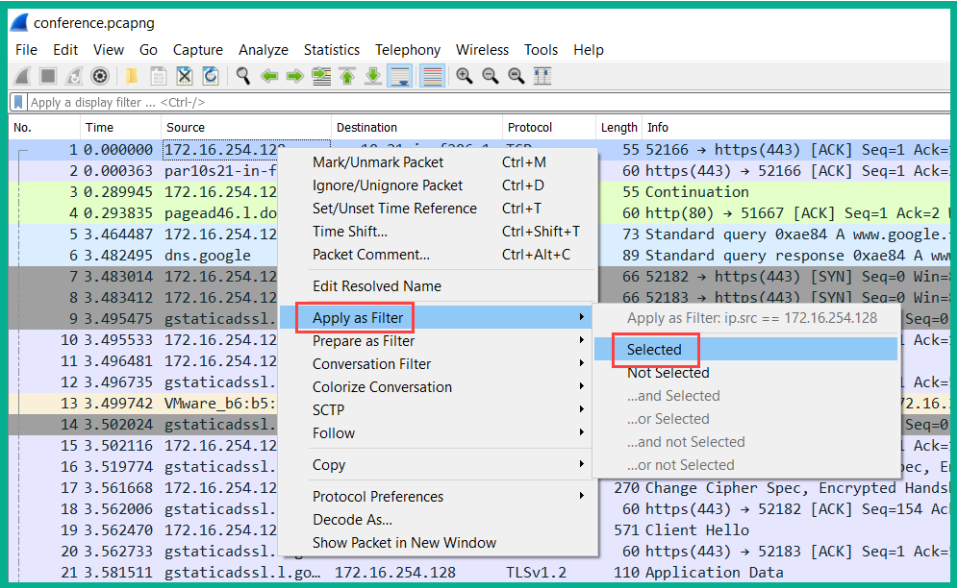 conference.pcapng
File Edit View Go Capture Analyze Statistics Telephony Wireless Tools Help
Apply a display filter ... <Ctrl-/>
No. Time Source Destination Protocol Length Info
1 0.000000 172.16.254.128 55 52166 → https(443) [ACK] Seq=1 Ack=
2 0.000363 par10s21-in-f 60 https(443) → 52166 [ACK] Seq=1 Ack=
3 0.289945 172.16.254.12 55 Continuation
4 0.293835 pagead46.l.do 60 http(80) → 51667 [ACK] Seq=1 Ack=2
5 3.464487 172.16.254.12 73 Standard query 0xae84 A www.google.
6 3.482495 dns.google 89 Standard query response 0xae84 A www
7 3.483014 172.16.254.12 66 52182 → https(443) [SYN] Seq=0 Win=
8 3.483412 172.16.254.12 66 52183 → https(443) [SYN] Seq=0 Win=
9 3.495475 gstaticadssl. Seq=0
10 3.495533 172.16.254.12 Ack=
11 3.496481 172.16.254.12
12 3.496735 gstaticadssl. Ack=
13 3.499742 VMware_b6:b5: 72.16.
14 3.502024 gstaticadssl. Seq=0
15 3.502116 172.16.254.12 Ack=
16 3.519774 gstaticadssl. Spec,
17 3.561668 172.16.254.12 270 Change Cipher Spec, Encrypted Hands
18 3.562006 gstaticadssl. 60 https(443) → 52182 [ACK] Seq=154 Ac
19 3.562470 172.16.254.12 571 Client Hello
20 3.562733 gstaticadssl. 60 https(443) → 52183 [ACK] Seq=1 Ack=
21 3.581511 gstaticadssl.l.go… 172.16.254.128 TLSv1.2 110 Application Data
Mark/Unmark Packet Ctrl+M
Ignore/Unignore Packet Ctrl+D
Set/Unset Time Reference Ctrl+T
Time Shift... Ctrl+Shift+T
Packet Comment... Ctrl+Alt+C
Edit Resolved Name
Apply as Filter
Prepare as Filter
Conversation Filter
Colorize Conversation
SCTP
Follow
Copy
Protocol Preferences
Decode As...
Show Packet in New Window
Apply as Filter: ip.src == 172.16.254.128
Selected
Not Selected
...and Selected
...or Selected
...and not Selected
...or not Selected